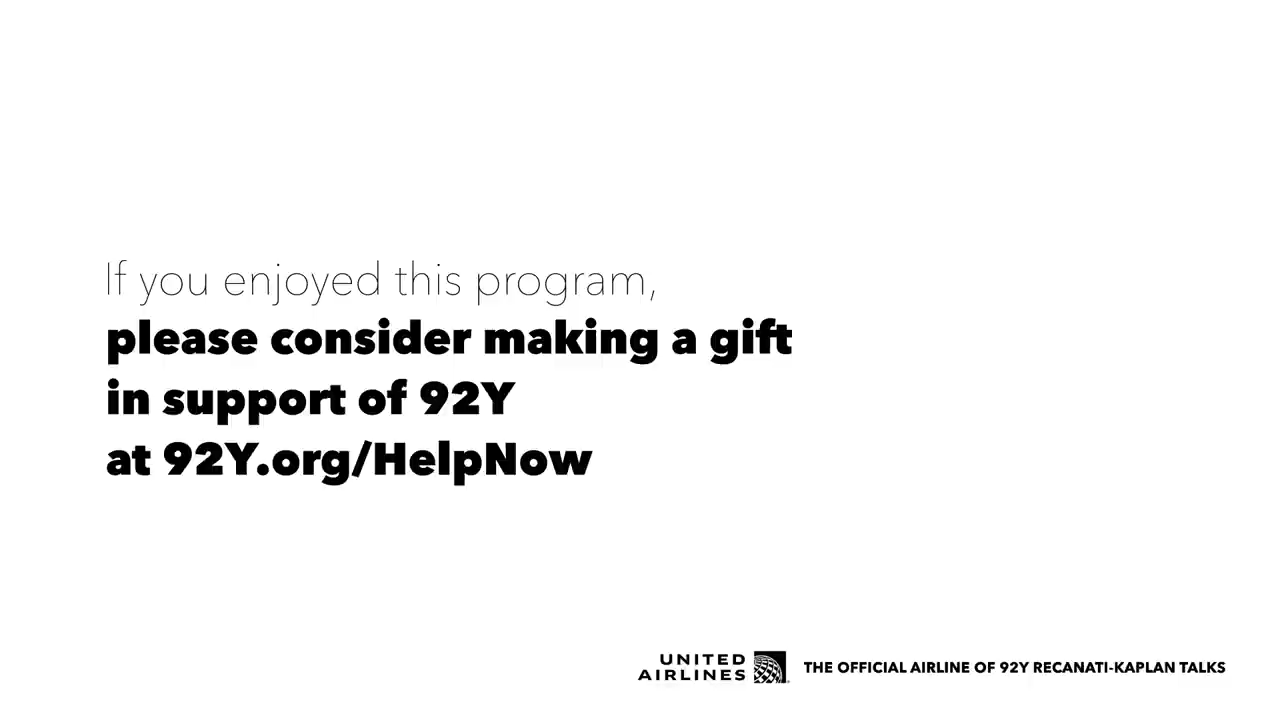 If you enjoyed this program,
please consider making a gift
in support of 92Y
at 92Y.org/HelpNow
UNITED
AIRLINES
THE OFFICIAL AIRLINE OF 92Y RECANATI-KAPLAN TALKS